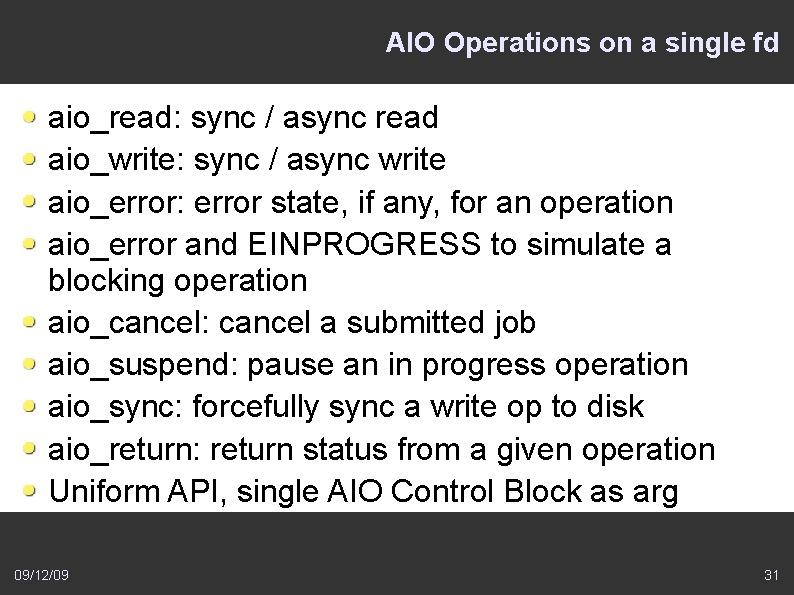 AIO Operations on a single fd
aio_read: sync / async read
aio_write: sync / async write
aio_error: error state, if any, for an operation
aio_error and EINPROGRESS to simulate a
blocking operation
aio_cancel: cancel a submitted job
aio_suspend: pause an in progress operation
aio_sync: forcefully sync a write op to disk
aio_return: return status from a given operation
Uniform API, single AIO Control Block as arg
09/12/09
31